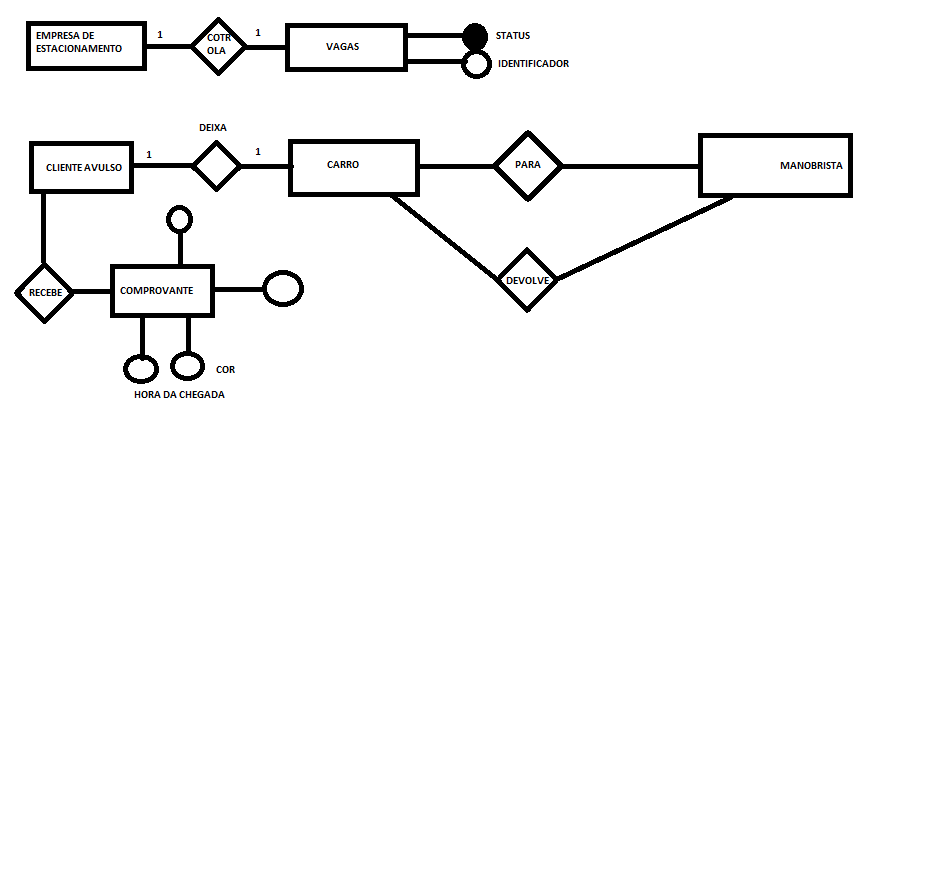 EMPRESA DE
ESTACIONAMENTO
1
COTR
OLA
1
VAGAS
STATUS
IDENTIFICADOR
DEIXA
CLIENTE AVULSO
1
1
CARRO
PARA
MANOBRISTA
RECEBE
COMPROVANTE
DEVOLVE
COR
HORA DA CHEGADA